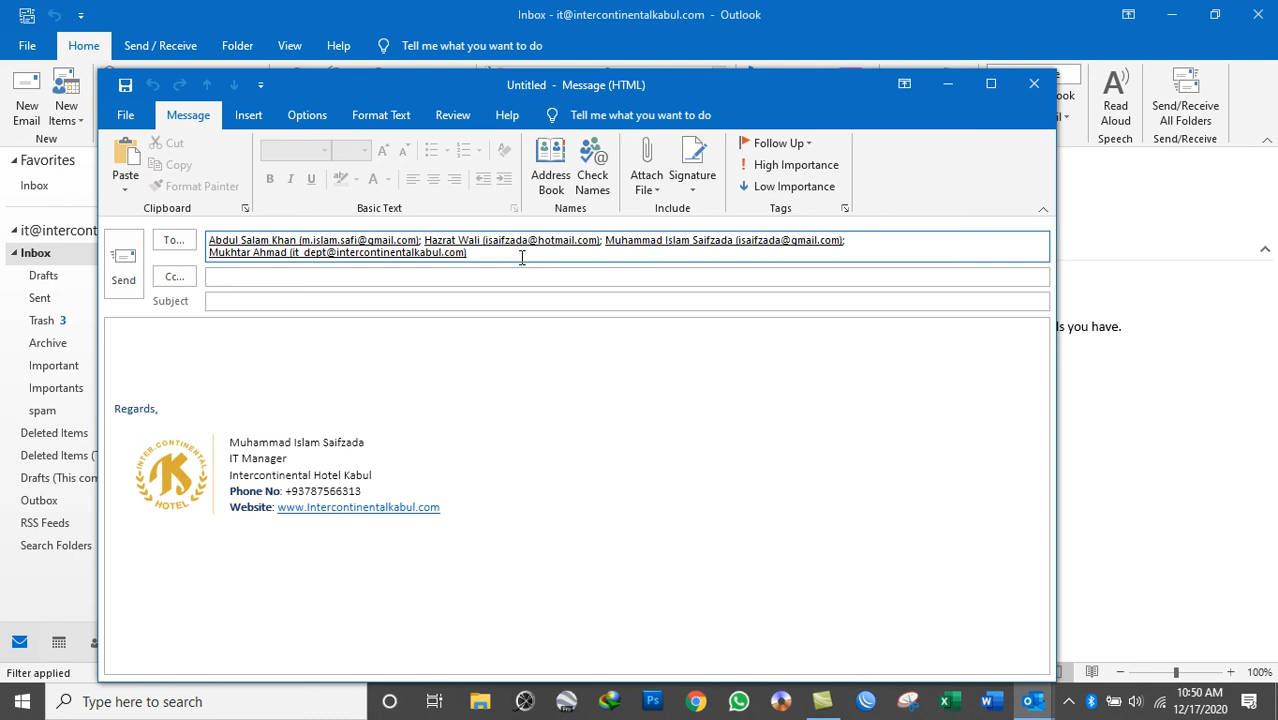 Inbox - it@intercontinentalkabul.com - Outlook
File Home Send / Receive Folder View Help Tell me what you want to do
Untitled - Message (HTML)
File Message Insert Options Format Text Review Help Tell me what you want to do
New Email
New Items
New
Paste
Cut
Copy
Format Painter
Clipboard
B I U
Basic Text
Address Book
Check Names
Names
Attach File
Signature
Include
Follow Up
High Importance
Low Importance
Tags
Read Aloud
Speech
Send/Receive All Folders
Send/Receive
Favorites
Inbox
it@intercont
Inbox
Drafts
Sent
Trash 3
Archive
Important
Importants
spam
Deleted Items
Deleted Items (
Drafts (This con
Outbox
RSS Feeds
Search Folders
Send
To... Abdul Salam Khan (m.islam.safi@gmail.com); Hazrat Wali (isaifzada@hotmail.com); Muhammad Islam Saifzada (isaifzada@gmail.com);
Mukhtar Ahmad (it_dept@intercontinentalkabul.com)
Cc...
Subject
s you have.
Regards,
INTER.CONTINENTAL
K
HOTEL
Muhammad Islam Saifzada
IT Manager
Intercontinental Hotel Kabul
Phone No: +93787566313
Website: www.Intercontinentalkabul.com
Filter applied
100%
Type here to search
10:50 AM
12/17/2020